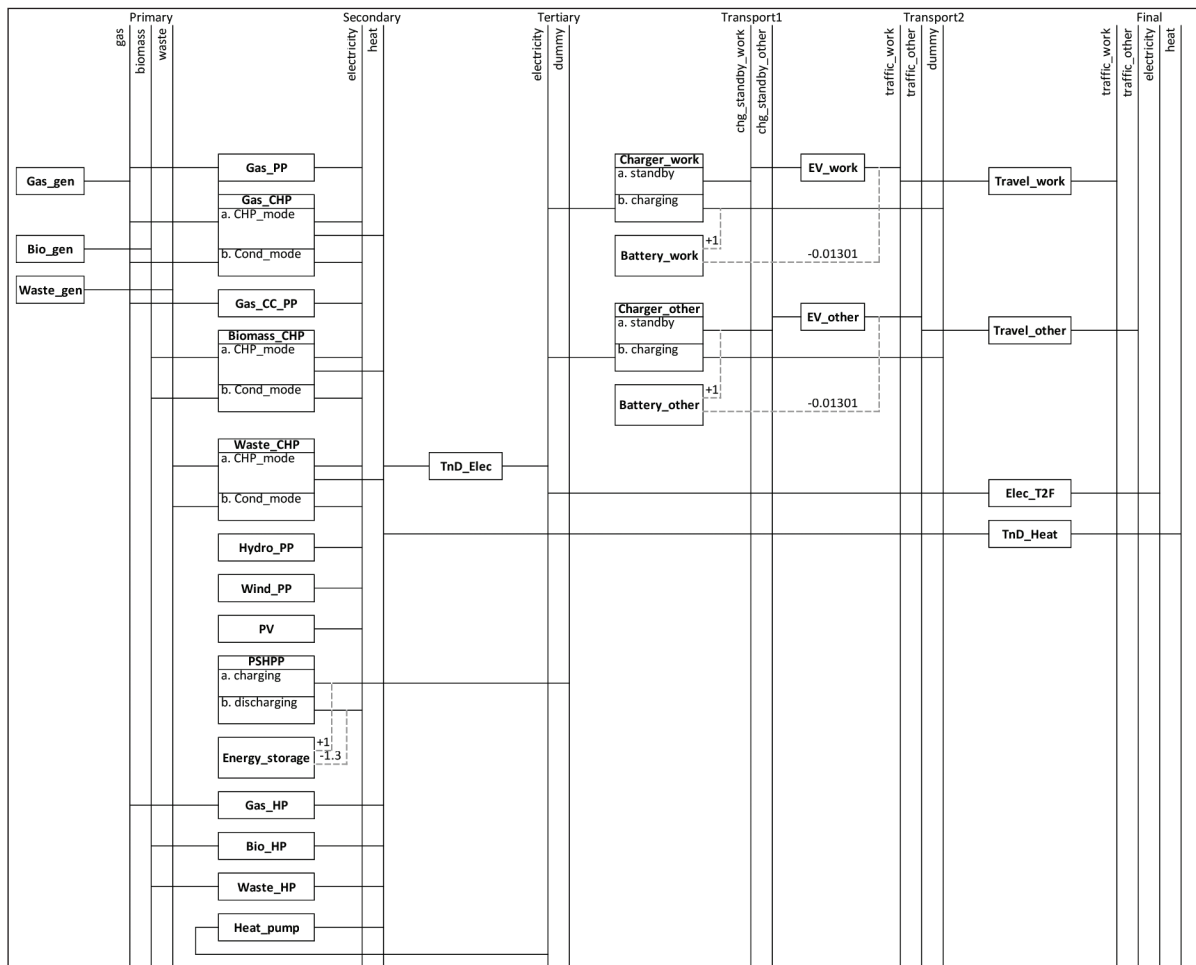 Primary
Secondary
Tertiary
Transport1
Transport2
Final
gas
biomass
waste
electricity
heat
electricity
dummy
chg_standby_work
chg_standby_other
traffic_work
traffic_other
dummy
traffic_work
traffic_other
electricity
heat
Gas_gen
Bio_gen
Waste_gen
Gas_PP
Gas_CHP
a. CHP_mode
b. Cond_mode
Gas_CC_PP
Biomass_CHP
a. CHP_mode
b. Cond_mode
Waste_CHP
a. CHP_mode
b. Cond_mode
Hydro_PP
Wind_PP
PV
PSHPP
a. charging
b. discharging
Energy_storage
+1
-1.3
Gas_HP
Bio_HP
Waste_HP
Heat_pump
TnD_Elec
Charger_work
a. standby
b. charging
Battery_work
+1
-0.01301
EV_work
Travel_work
Charger_other
a. standby
b. charging
Battery_other
+1
-0.01301
EV_other
Travel_other
Elec_T2F
TnD_Heat